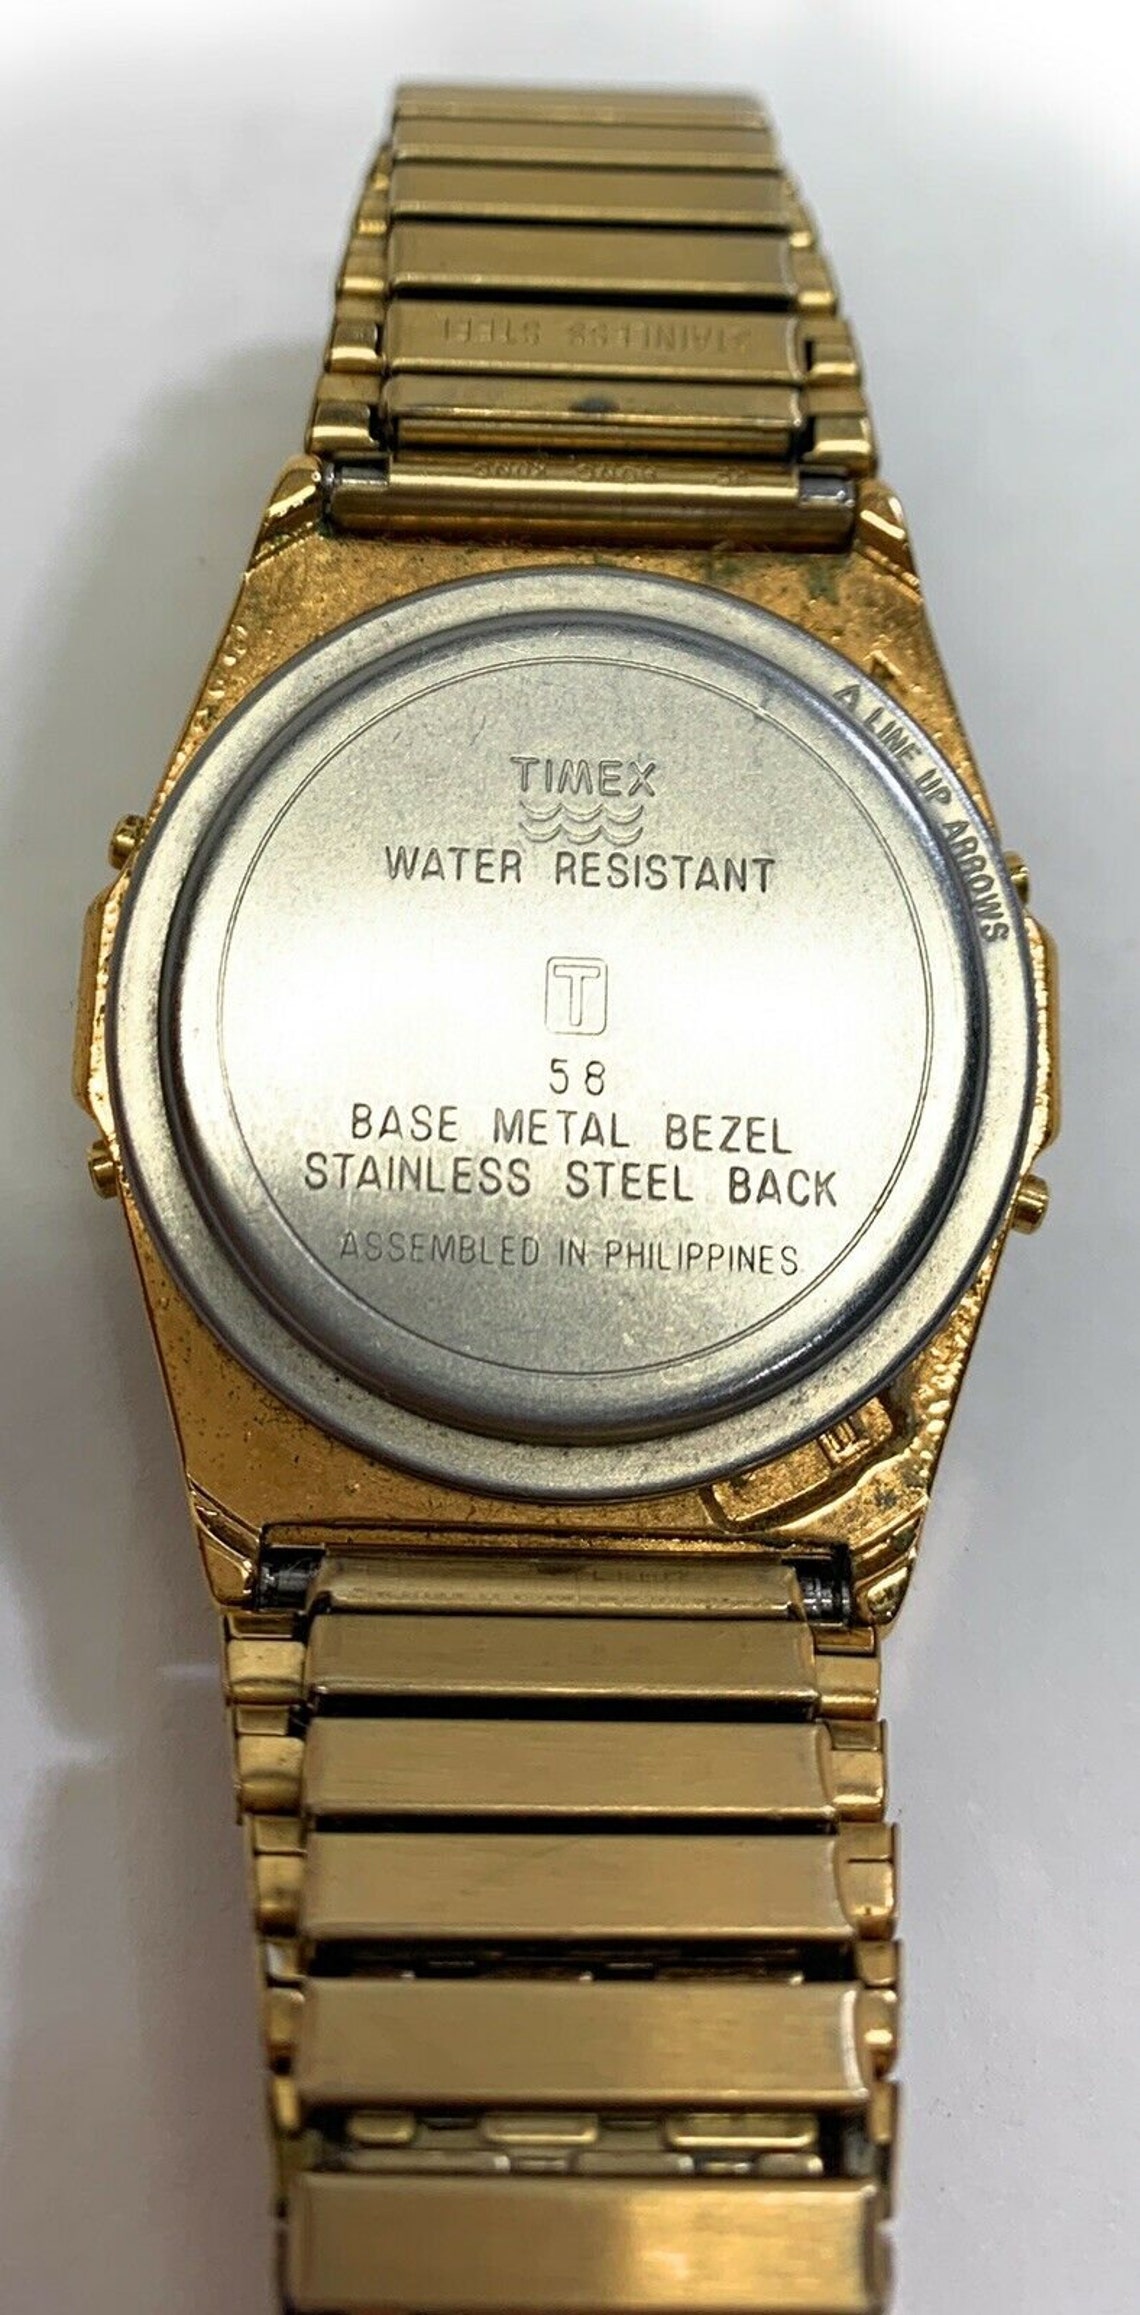 STAINLESS STEEL
A LINE UP ARROWS
TIMEX
WATER RESISTANT
T
58
BASE METAL BEZEL
STAINLESS STEEL BACK
ASSEMBLED IN PHILIPPINES